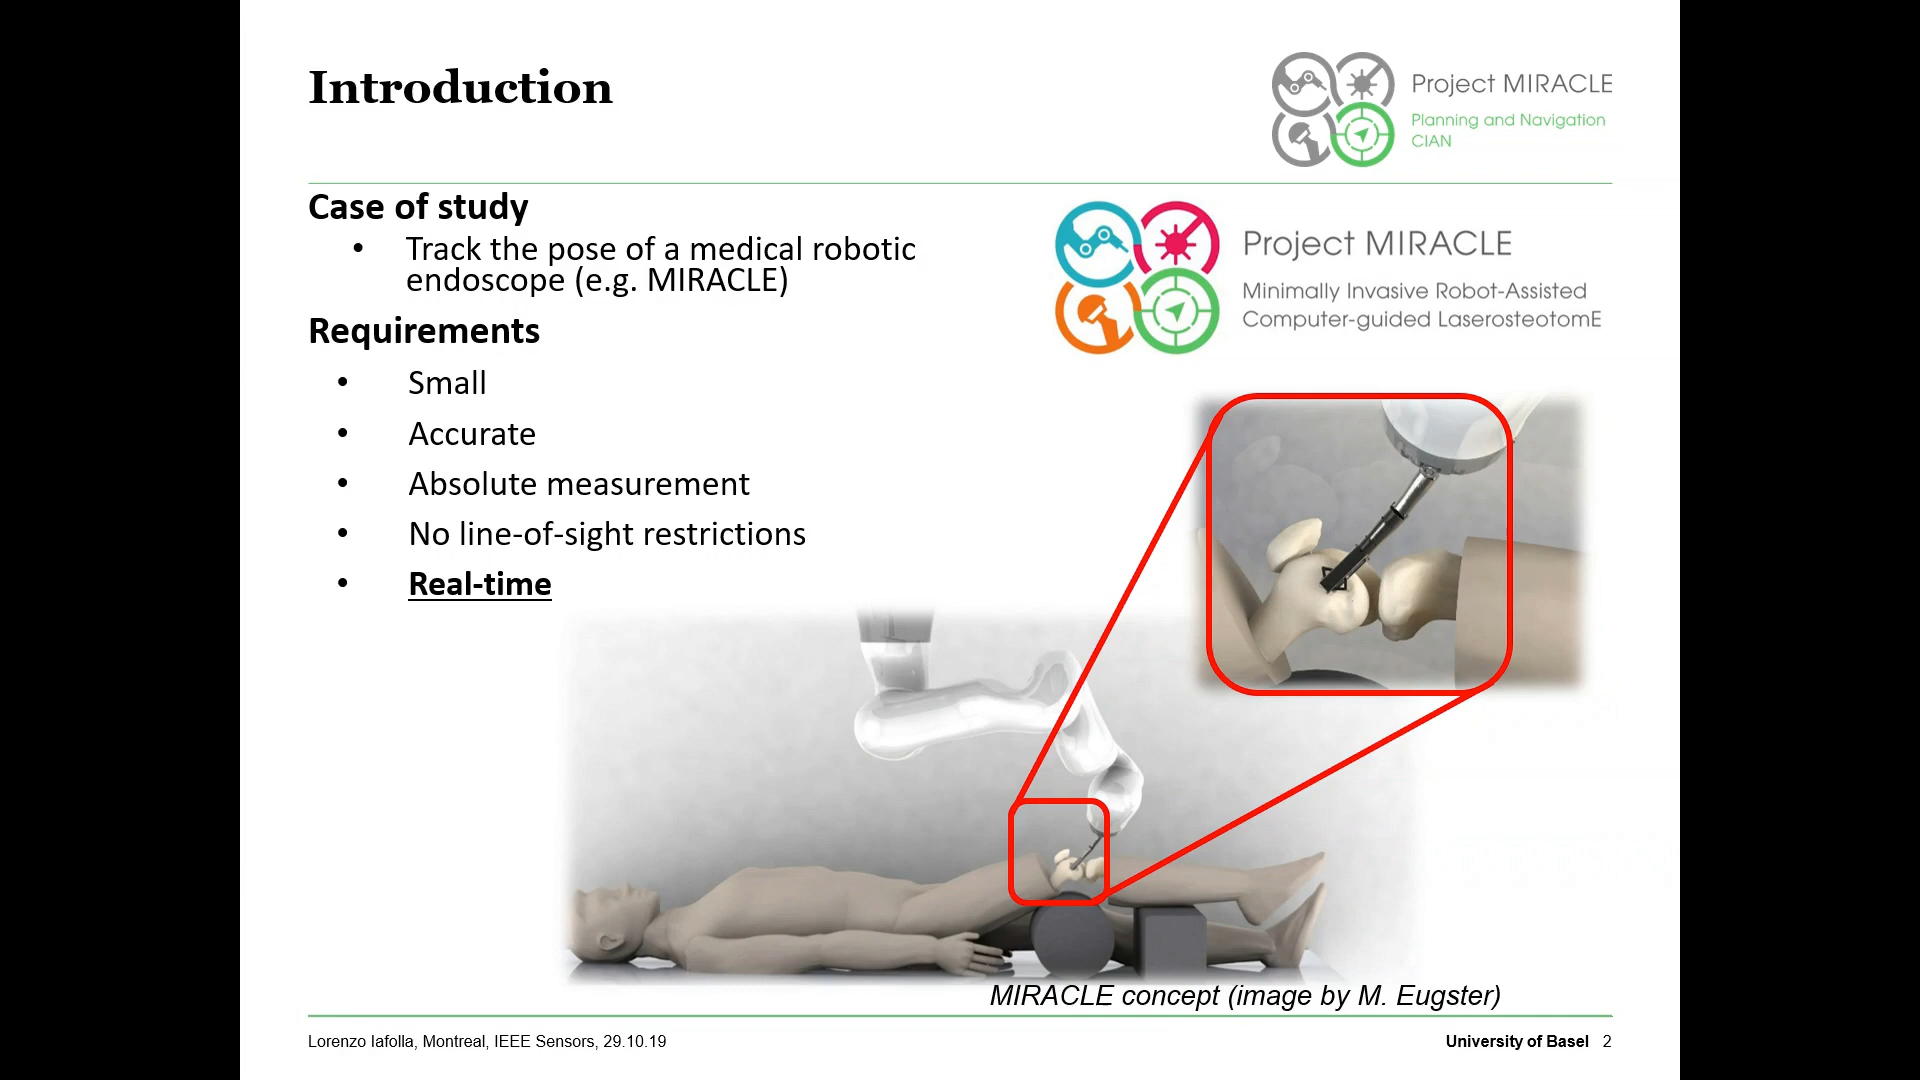 Introduction
Project MIRACLE
Planning and Navigation
CIAN
Case of study
• Track the pose of a medical robotic
endoscope (e.g. MIRACLE)
Project MIRACLE
Minimally Invasive Robot-Assisted
Computer-guided LaserosteotomE
Requirements
• Small
• Accurate
• Absolute measurement
• No line-of-sight restrictions
• Real-time
MIRACLE concept (image by M. Eugster)
Lorenzo Iafolla, Montreal, IEEE Sensors, 29.10.19
University of Basel 2